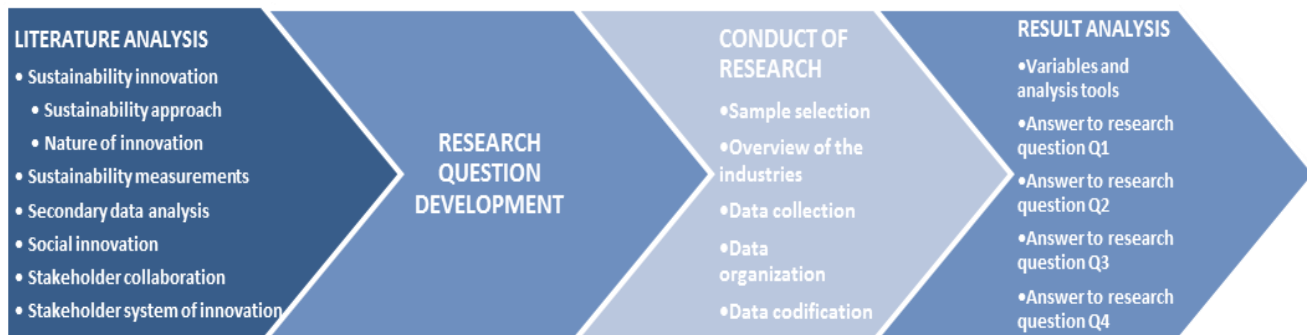 LITERATURE ANALYSIS
• Sustainability innovation
• Sustainability approach
• Nature of innovation
• Sustainability measurements
• Secondary data analysis
• Social innovation
• Stakeholder collaboration
• Stakeholder system of innovation
RESEARCH
QUESTION
DEVELOPMENT
CONDUCT OF
RESEARCH
•Sample selection
•Overview of the
industries
•Data collection
•Data
organization
•Data codification
RESULT ANALYSIS
•Variables and
analysis tools
•Answer to research
question Q1
•Answer to research
question Q2
•Answer to research
question Q3
•Answer to research
question Q4